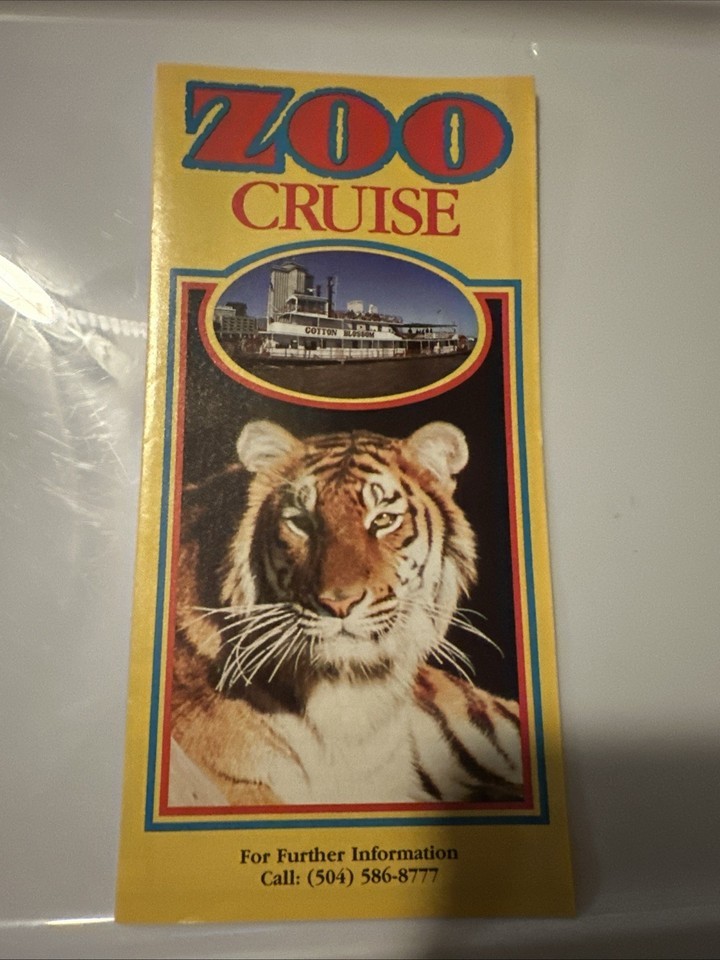 ZOO
CRUISE
COTTON BLOSSOM
For Further Information
Call: (504) 586-8777